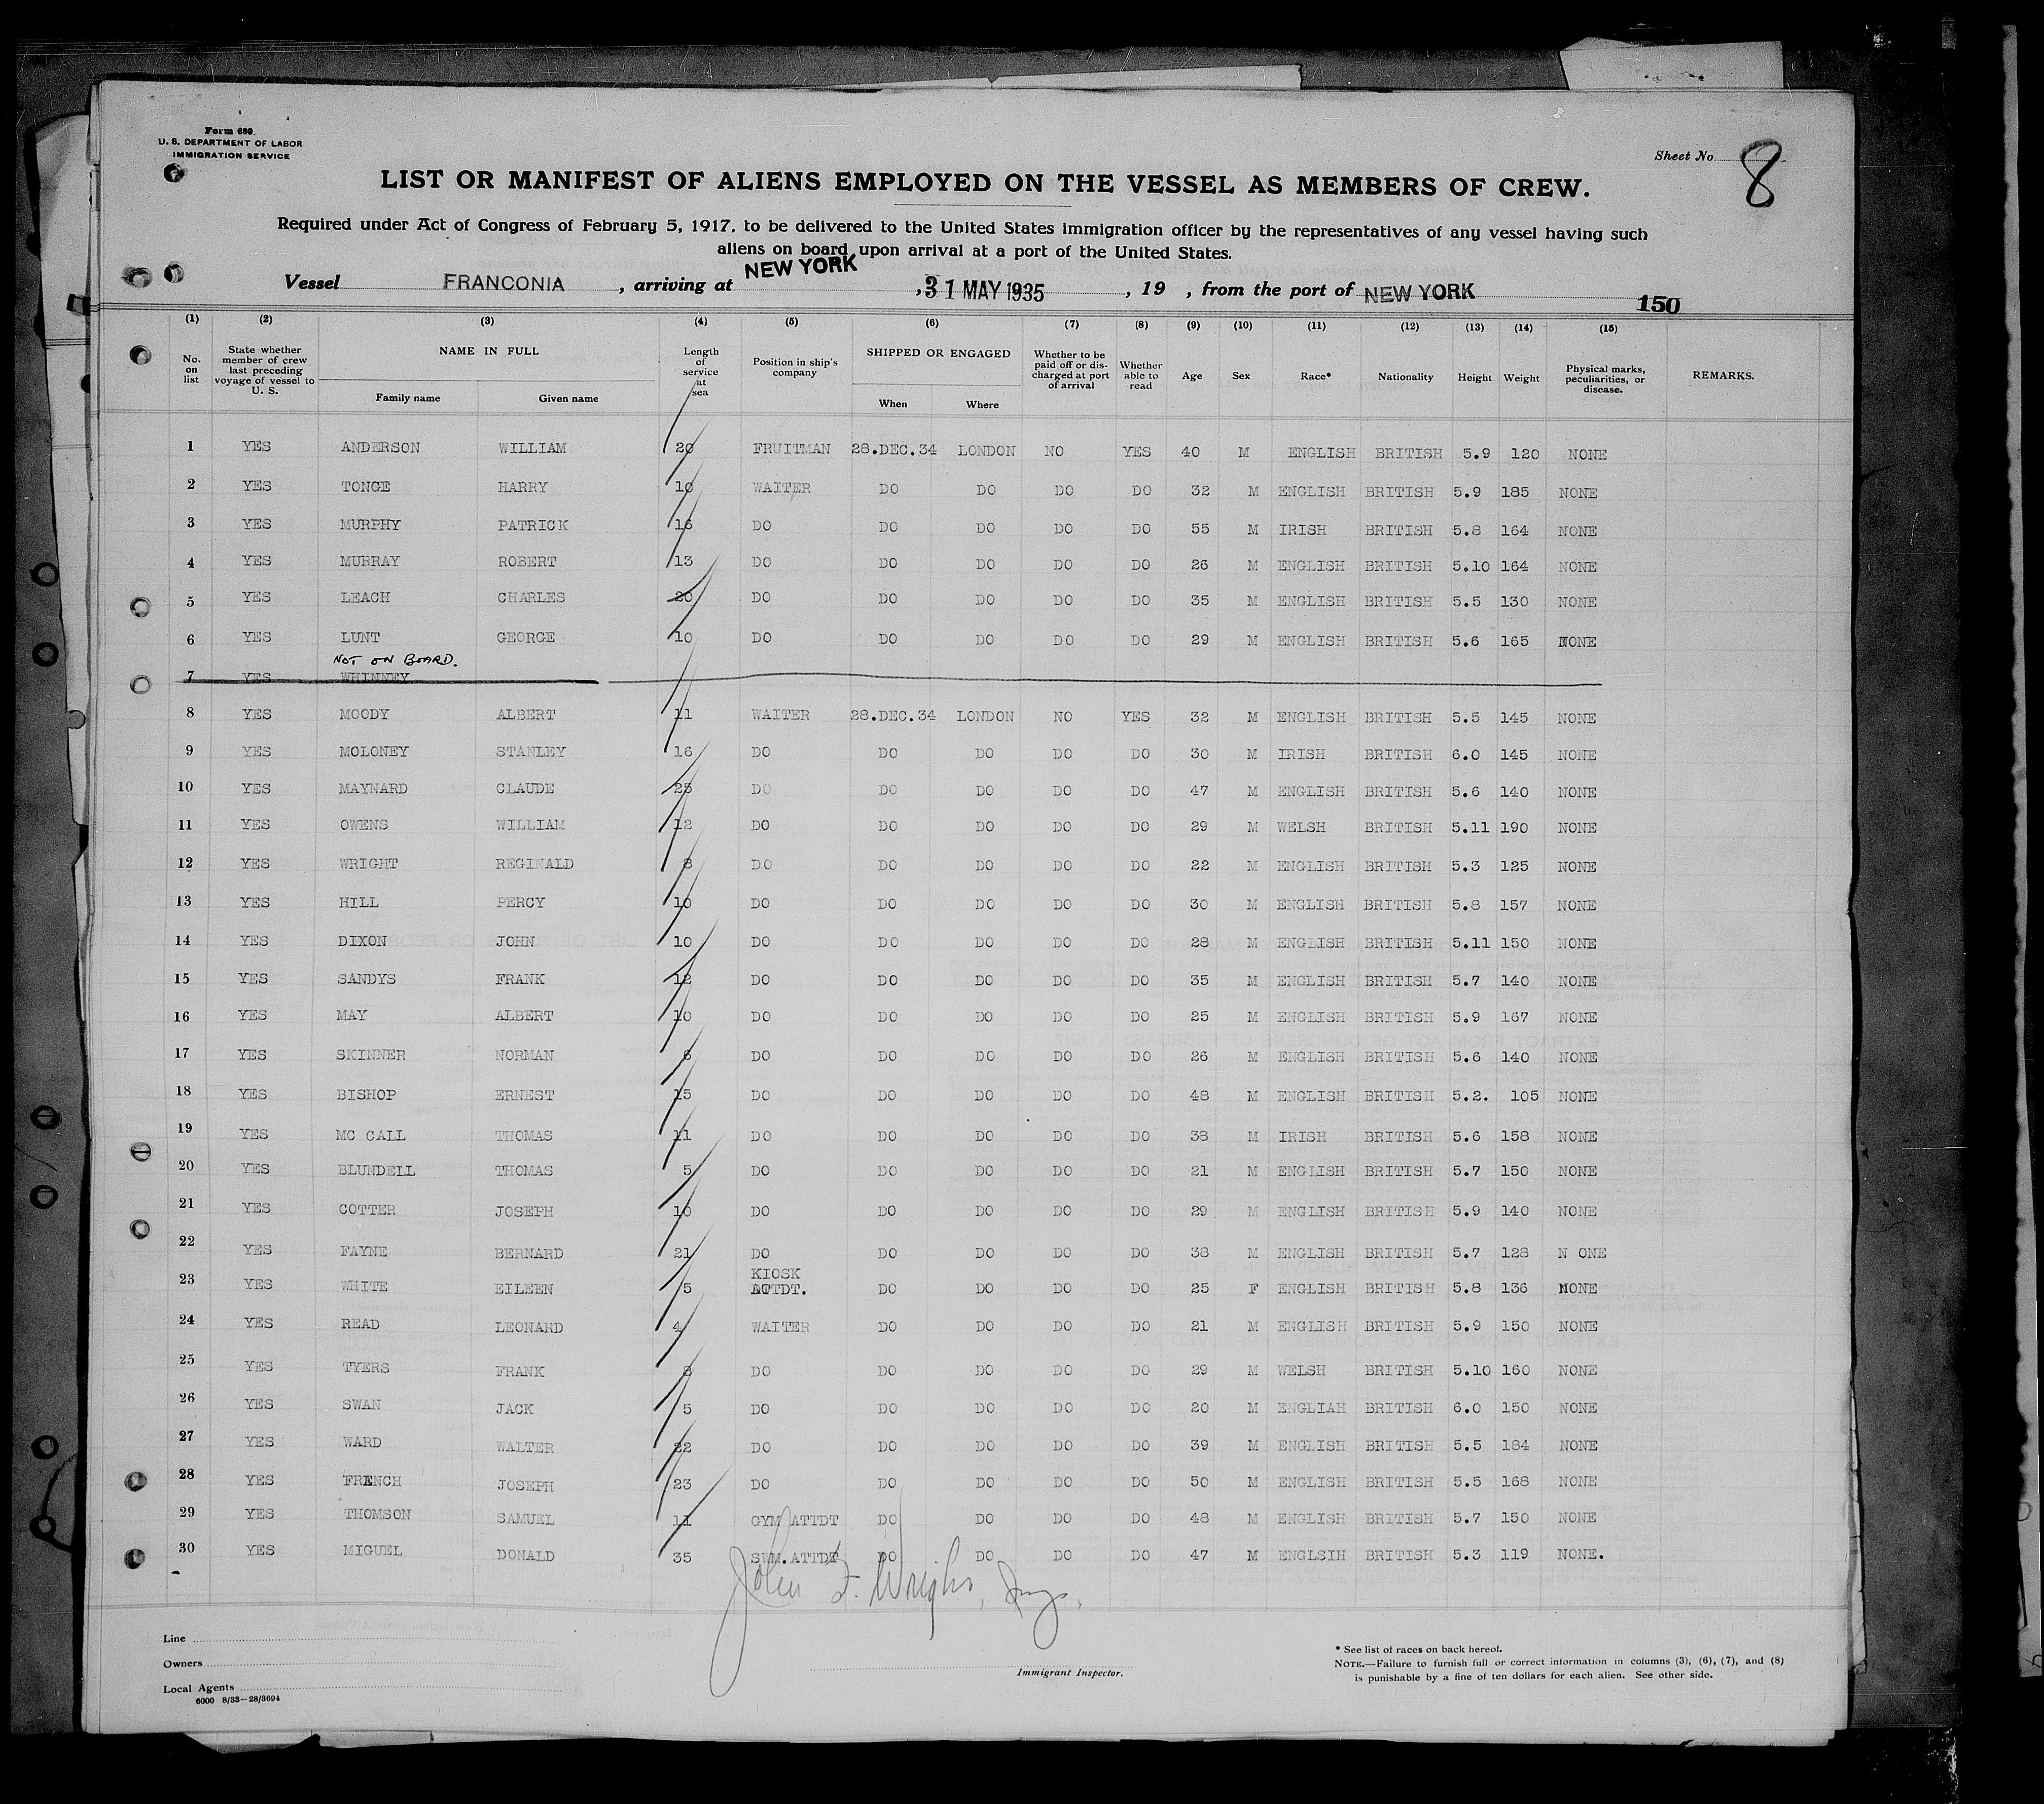 Form 680.
U. S. DEPARTMENT OF LABOR
IMMIGRATION SERVICE
Sheet No. 8
LIST OR MANIFEST OF ALIENS EMPLOYED ON THE VESSEL AS MEMBERS OF CREW.
Required under Act of Congress of February 5, 1917, to be delivered to the United States immigration officer by the representatives of any vessel having such
aliens on board upon arrival at a port of the United States.
Vessel FRANCONIA, arriving at NEW YORK, 31 MAY 1935, 19 , from the port of NEW YORK 150
(1) (2) (3) (4) (5) (6) (7) (8) (9) (10) (11) (12) (13) (14) (15)
No. on list State whether member of crew last preceding voyage of vessel to U. S. NAME IN FULL Family name Given name Length of service at sea Position in ship's company SHIPPED OR ENGAGED When Where Whether to be paid off or discharged at port of arrival Whether able to read Age Sex Race* Nationality Height Weight Physical marks, peculiarities, or disease. REMARKS.
1 YES ANDERSON WILLIAM 20 FRUITMAN 28.DEC.34 LONDON NO YES 40 M ENGLISH BRITISH 5.9 120 NONE
2 YES TONGE HARRY 10 WAITER DO DO DO DO 32 M ENGLISH BRITISH 5.9 185 NONE
3 YES MURPHY PATRICK 16 DO DO DO DO DO 55 M IRISH BRITISH 5.8 164 NONE
4 YES MURRAY ROBERT 13 DO DO DO DO DO 26 M ENGLISH BRITISH 5.10 164 NONE
5 YES LEACH CHARLES 20 DO DO DO DO DO 35 M ENGLISH BRITISH 5.5 130 NONE
6 YES LUNT GEORGE 10 DO DO DO DO DO 29 M ENGLISH BRITISH 5.6 165 NONE
NOT ON BOARD.
7 YES WHINNEY
8 YES MOODY ALBERT 11 WAITER 28.DEC.34 LONDON NO YES 32 M ENGLISH BRITISH 5.5 145 NONE
9 YES MOLONEY STANLEY 16 DO DO DO DO DO 30 M IRISH BRITISH 6.0 145 NONE
10 YES MAYNARD CLAUDE 25 DO DO DO DO DO 47 M ENGLISH BRITISH 5.6 140 NONE
11 YES OWENS WILLIAM 12 DO DO DO DO DO 29 M WELSH BRITISH 5.11 190 NONE
12 YES WRIGHT REGINALD 8 DO DO DO DO DO 22 M ENGLISH BRITISH 5.3 125 NONE
13 YES HILL PERCY 10 DO DO DO DO DO 30 M ENGLISH BRITISH 5.8 157 NONE
14 YES DIXON JOHN 10 DO DO DO DO DO 28 M ENGLISH BRITISH 5.11 150 NONE
15 YES SANDYS FRANK 12 DO DO DO DO DO 35 M ENGLISH BRITISH 5.7 140 NONE
16 YES MAY ALBERT 10 DO DO DO DO DO 25 M ENGLISH BRITISH 5.9 167 NONE
17 YES SKINNER NORMAN 6 DO DO DO DO DO 26 M ENGLISH BRITISH 5.6 140 NONE
18 YES BISHOP ERNEST 15 DO DO DO DO DO 48 M ENGLISH BRITISH 5.2. 105 NONE
19 YES MC CALL THOMAS 11 DO DO DO DO DO 38 M IRISH BRITISH 5.6 158 NONE
20 YES BLUNDELL THOMAS 5 DO DO DO DO DO 21 M ENGLISH BRITISH 5.7 150 NONE
21 YES COTTER JOSEPH 10 DO DO DO DO DO 29 M ENGLISH BRITISH 5.9 140 NONE
22 YES FAYNE BERNARD 21 DO DO DO DO DO 38 M ENGLISH BRITISH 5.7 128 N ONE
23 YES WHITE EILEEN 5 KIOSK ATTDT. DO DO DO DO 25 F ENGLISH BRITISH 5.8 136 NONE
24 YES READ LEONARD 4 WAITER DO DO DO DO 21 M ENGLISH BRITISH 5.9 150 NONE
25 YES TYERS FRANK 8 DO DO DO DO DO 29 M WELSH BRITISH 5.10 160 NONE
26 YES SWAN JACK 5 DO DO DO DO DO 20 M ENGLIAH BRITISH 6.0 150 NONE
27 YES WARD WALTER 22 DO DO DO DO DO 39 M ENGLISH BRITISH 5.5 184 NONE
28 YES FRENCH JOSEPH 23 DO DO DO DO DO 50 M ENGLISH BRITISH 5.5 168 NONE
29 YES THOMSON SAMUEL 11 GYM ATTDT DO DO DO DO 48 M ENGLISH BRITISH 5.7 150 NONE
30 YES MIGUEL DONALD 35 SWM.ATTDT DO DO DO DO 47 M ENGLSIH BRITISH 5.3 119 NONE.
John F. Wright,
Line
Owners
Local Agents
6000 8/33—28/3694
Immigrant Inspector.
* See list of races on back hereof.
NOTE.—Failure to furnish full or correct information in columns (3), (6), (7), and (8)
is punishable by a fine of ten dollars for each alien. See other side.